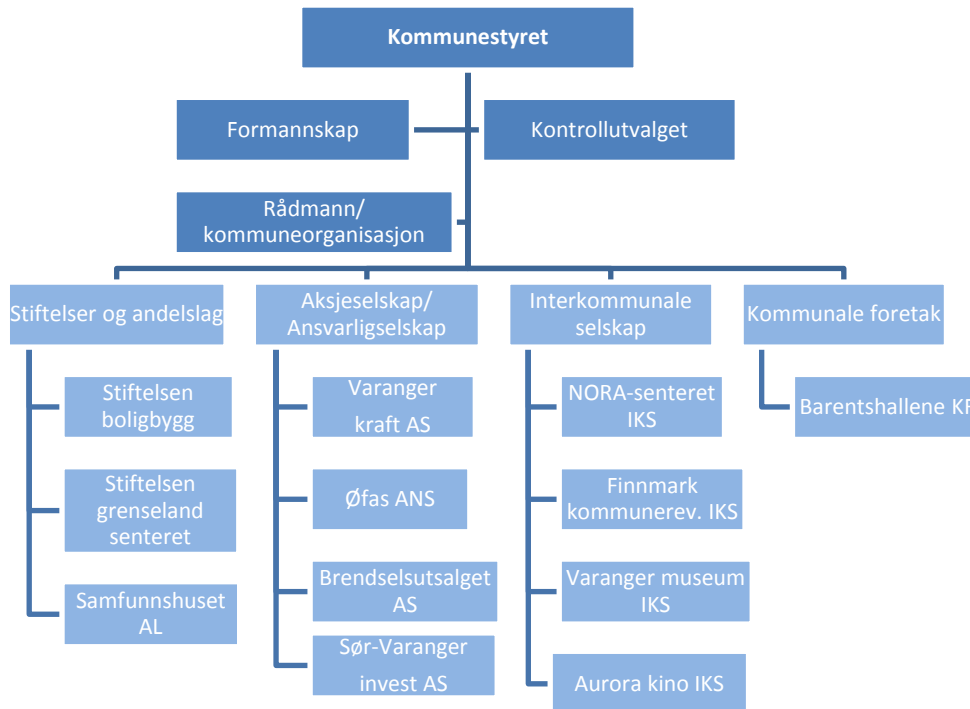 Kommunestyret
Formannskap
Kontrollutvalget
Rådmann/
kommuneorganisasjon
Stiftelser og andelslag
Stiftelsen
boligbygg
Stiftelsen
grenseland
senteret
Samfunnshuset
AL
Aksjeselskap/
Ansvarligselskap
Varanger
kraft AS
Øfas ANS
Brendselsutsalget
AS
Sør-Varanger
invest AS
Interkommunale
selskap
NORA-senteret
IKS
Finnmark
kommunerev. IKS
Varanger museum
IKS
Aurora kino IKS
Kommunale foretak
Barentshallene KF